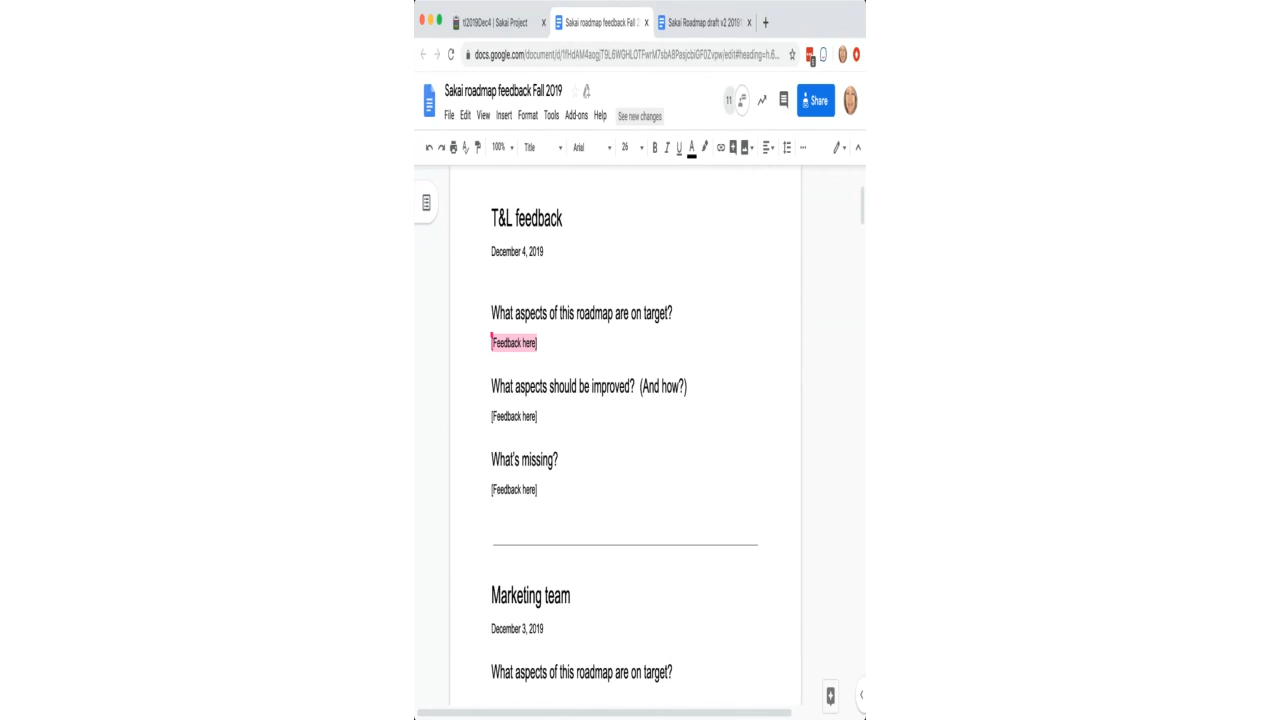 tl2019Dec4 | Sakai Project
Sakai roadmap feedback Fall 2
Sakai Roadmap draft v2 2019
Sakai roadmap feedback Fall 2019
File Edit View Insert Format Tools Add-ons Help See new changes
11
Share
100% Title Arial 26 B I U A
T&L feedback
December 4, 2019
What aspects of this roadmap are on target?
[Feedback here]
What aspects should be improved? (And how?)
[Feedback here]
What's missing?
[Feedback here]
Marketing team
December 3, 2019
What aspects of this roadmap are on target?